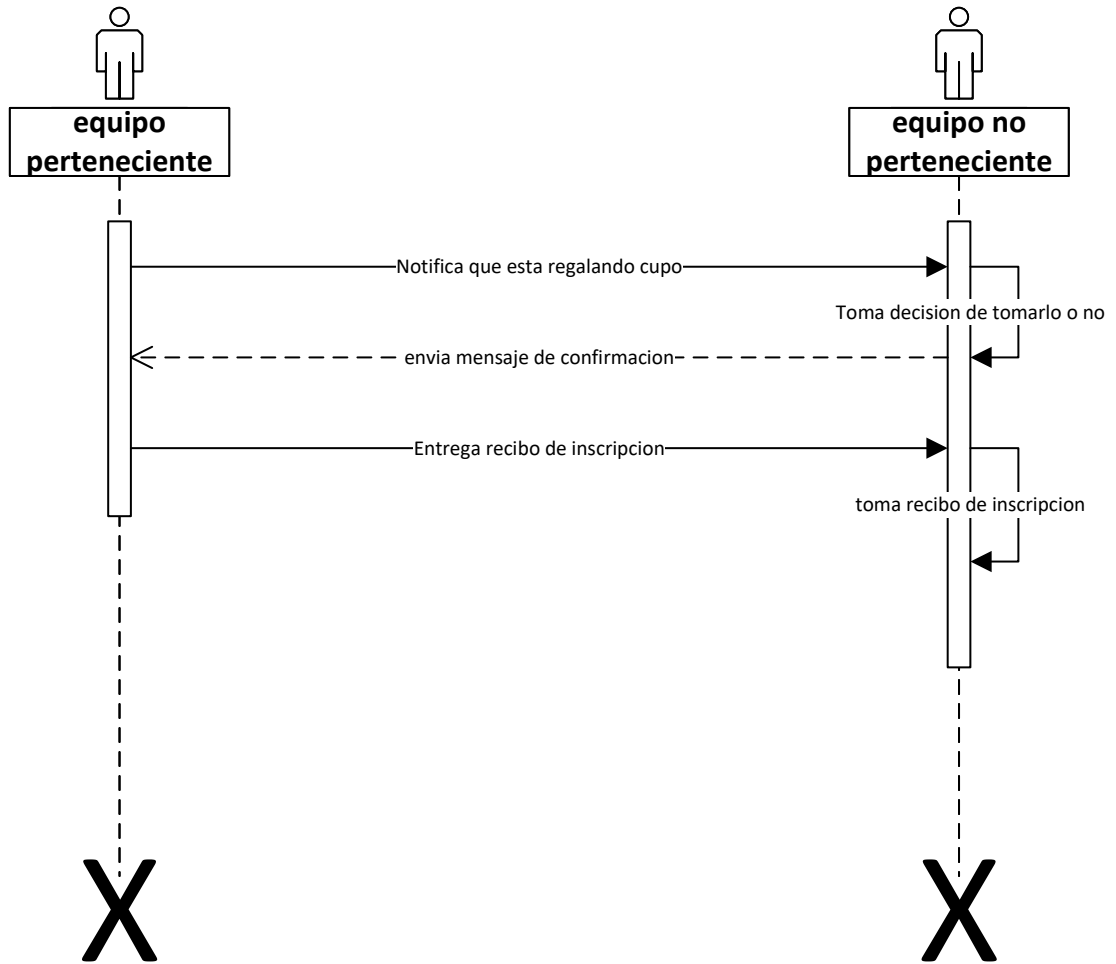 equipo
perteneciente
equipo no
perteneciente
Notifica que esta regalando cupo
Toma decision de tomarlo o no
envia mensaje de confirmacion
Entrega recibo de inscripcion
toma recibo de inscripcion